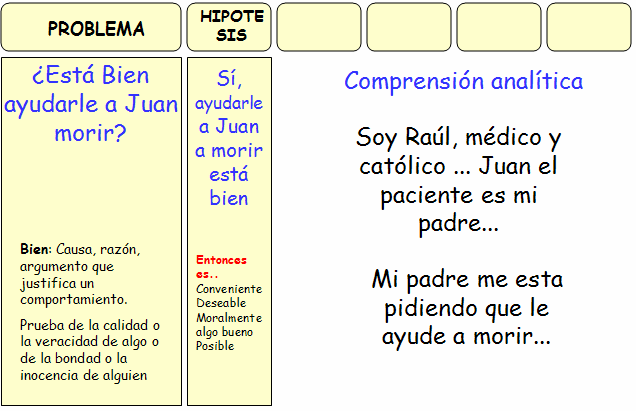 PROBLEMA
HIPOTE
SIS
¿Está Bien
ayudarle a Juan
morir?
Bien: Causa, razón,
argumento que
justifica un
comportamiento.
Prueba de la calidad o
la veracidad de algo o
de la bondad o la
inocencia de alguien
Sí,
ayudarle
a Juan
a morir
está
bien
Entonces
es..
Conveniente
Deseable
Moralmente
algo bueno
Posible
Comprensión analítica
Soy Raúl, médico y
católico ... Juan el
paciente es mi
padre...
Mi padre me esta
pidiendo que le
ayude a morir...